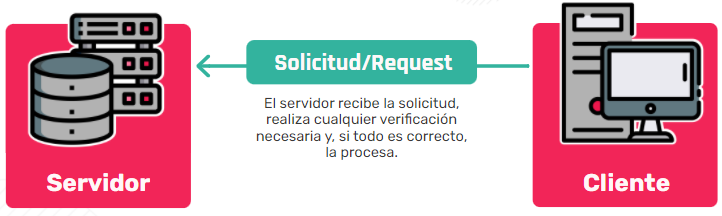 Solicitud/Request
El servidor recibe la solicitud,
realiza cualquier verificación
necesaria y, si todo es correcto,
la procesa.
Servidor
Cliente